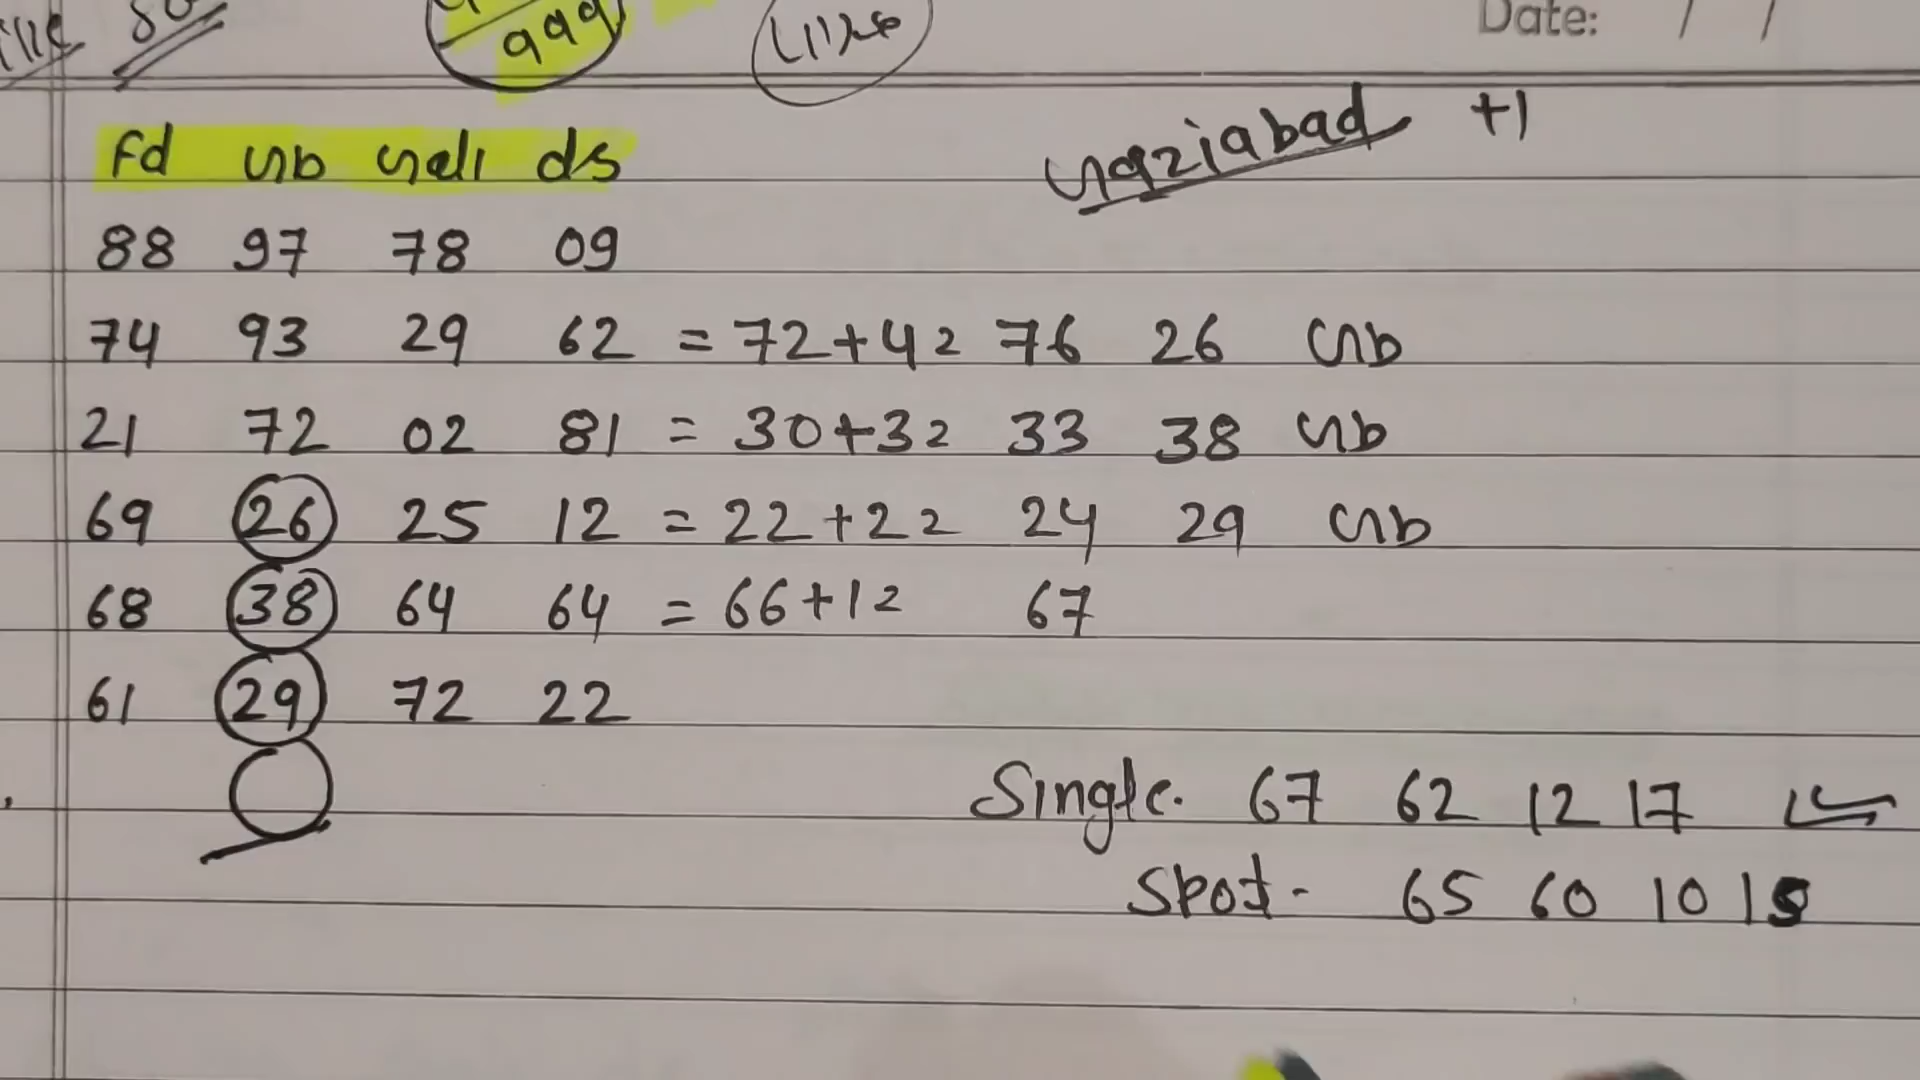 999 Like Date: / /
Gaziabad +1
Fd Gb Gali ds
88 97 78 09
74 93 29 62 = 72+42 76 26 Gb
21 72 02 81 = 30+32 33 38 Gb
69 26 25 12 = 22+22 24 29 Gb
68 38 64 64 = 66+12 67
61 29 72 22
Single. 67 62 12 17
Spot- 65 60 10 15